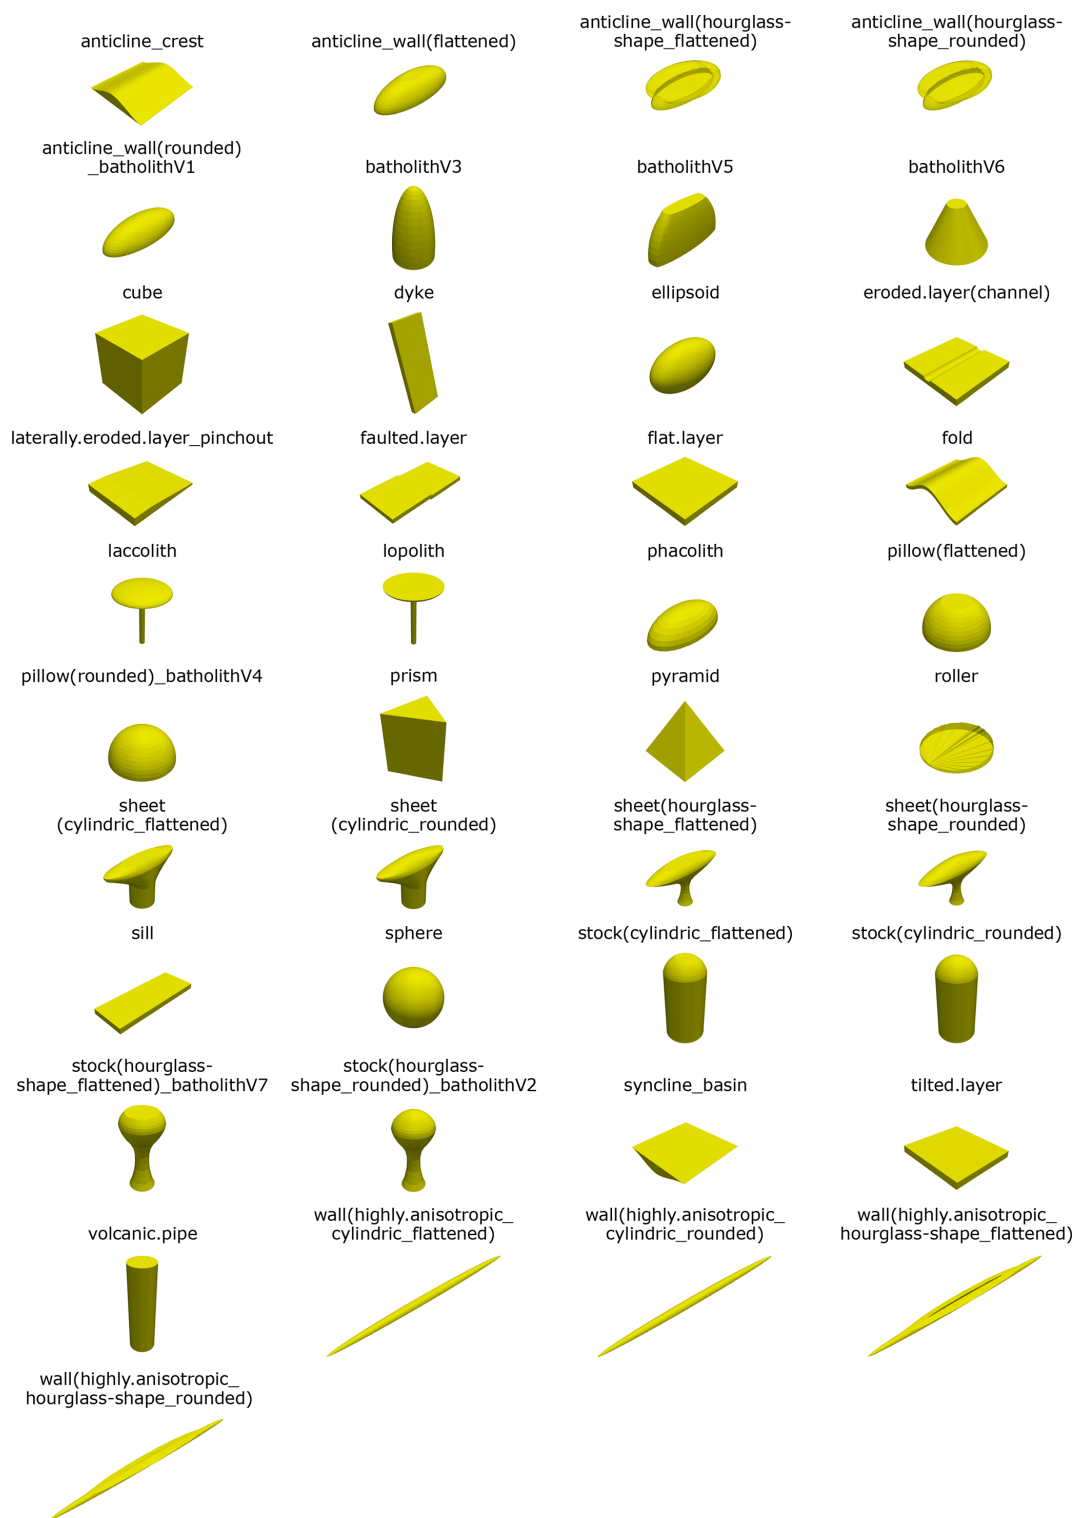 anticline_crest
anticline_wall(flattened)
anticline_wall(hourglass-
shape_flattened)
anticline_wall(hourglass-
shape_rounded)
anticline_wall(rounded)
_batholithV1
batholithV3
batholithV5
batholithV6
cube
dyke
ellipsoid
eroded.layer(channel)
laterally.eroded.layer_pinchout
faulted.layer
flat.layer
fold
laccolith
lopolith
phacolith
pillow(flattened)
pillow(rounded)_batholithV4
prism
pyramid
roller
sheet
(cylindric_flattened)
sheet
(cylindric_rounded)
sheet(hourglass-
shape_flattened)
sheet(hourglass-
shape_rounded)
sill
sphere
stock(cylindric_flattened)
stock(cylindric_rounded)
stock(hourglass-
shape_flattened)_batholithV7
stock(hourglass-
shape_rounded)_batholithV2
syncline_basin
tilted.layer
volcanic.pipe
wall(highly.anisotropic_
cylindric_flattened)
wall(highly.anisotropic_
cylindric_rounded)
wall(highly.anisotropic_
hourglass-shape_flattened)
wall(highly.anisotropic_
hourglass-shape_rounded)